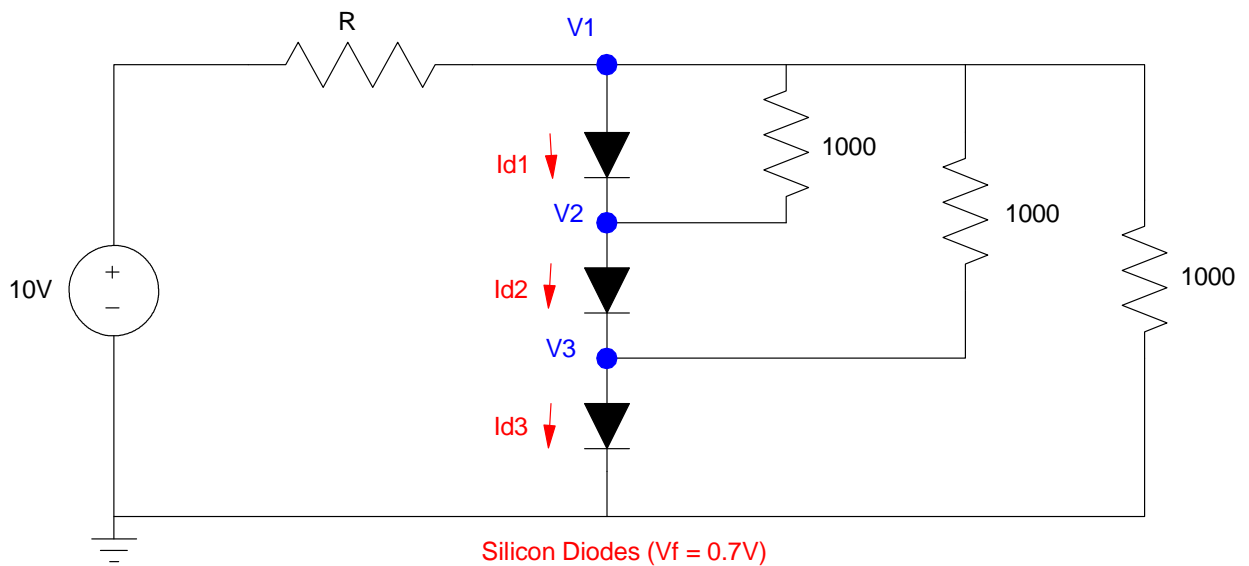 R
V1
1000
Id1
V2
1000
10V
+
−
Id2
1000
V3
Id3
Silicon Diodes (Vf = 0.7V)